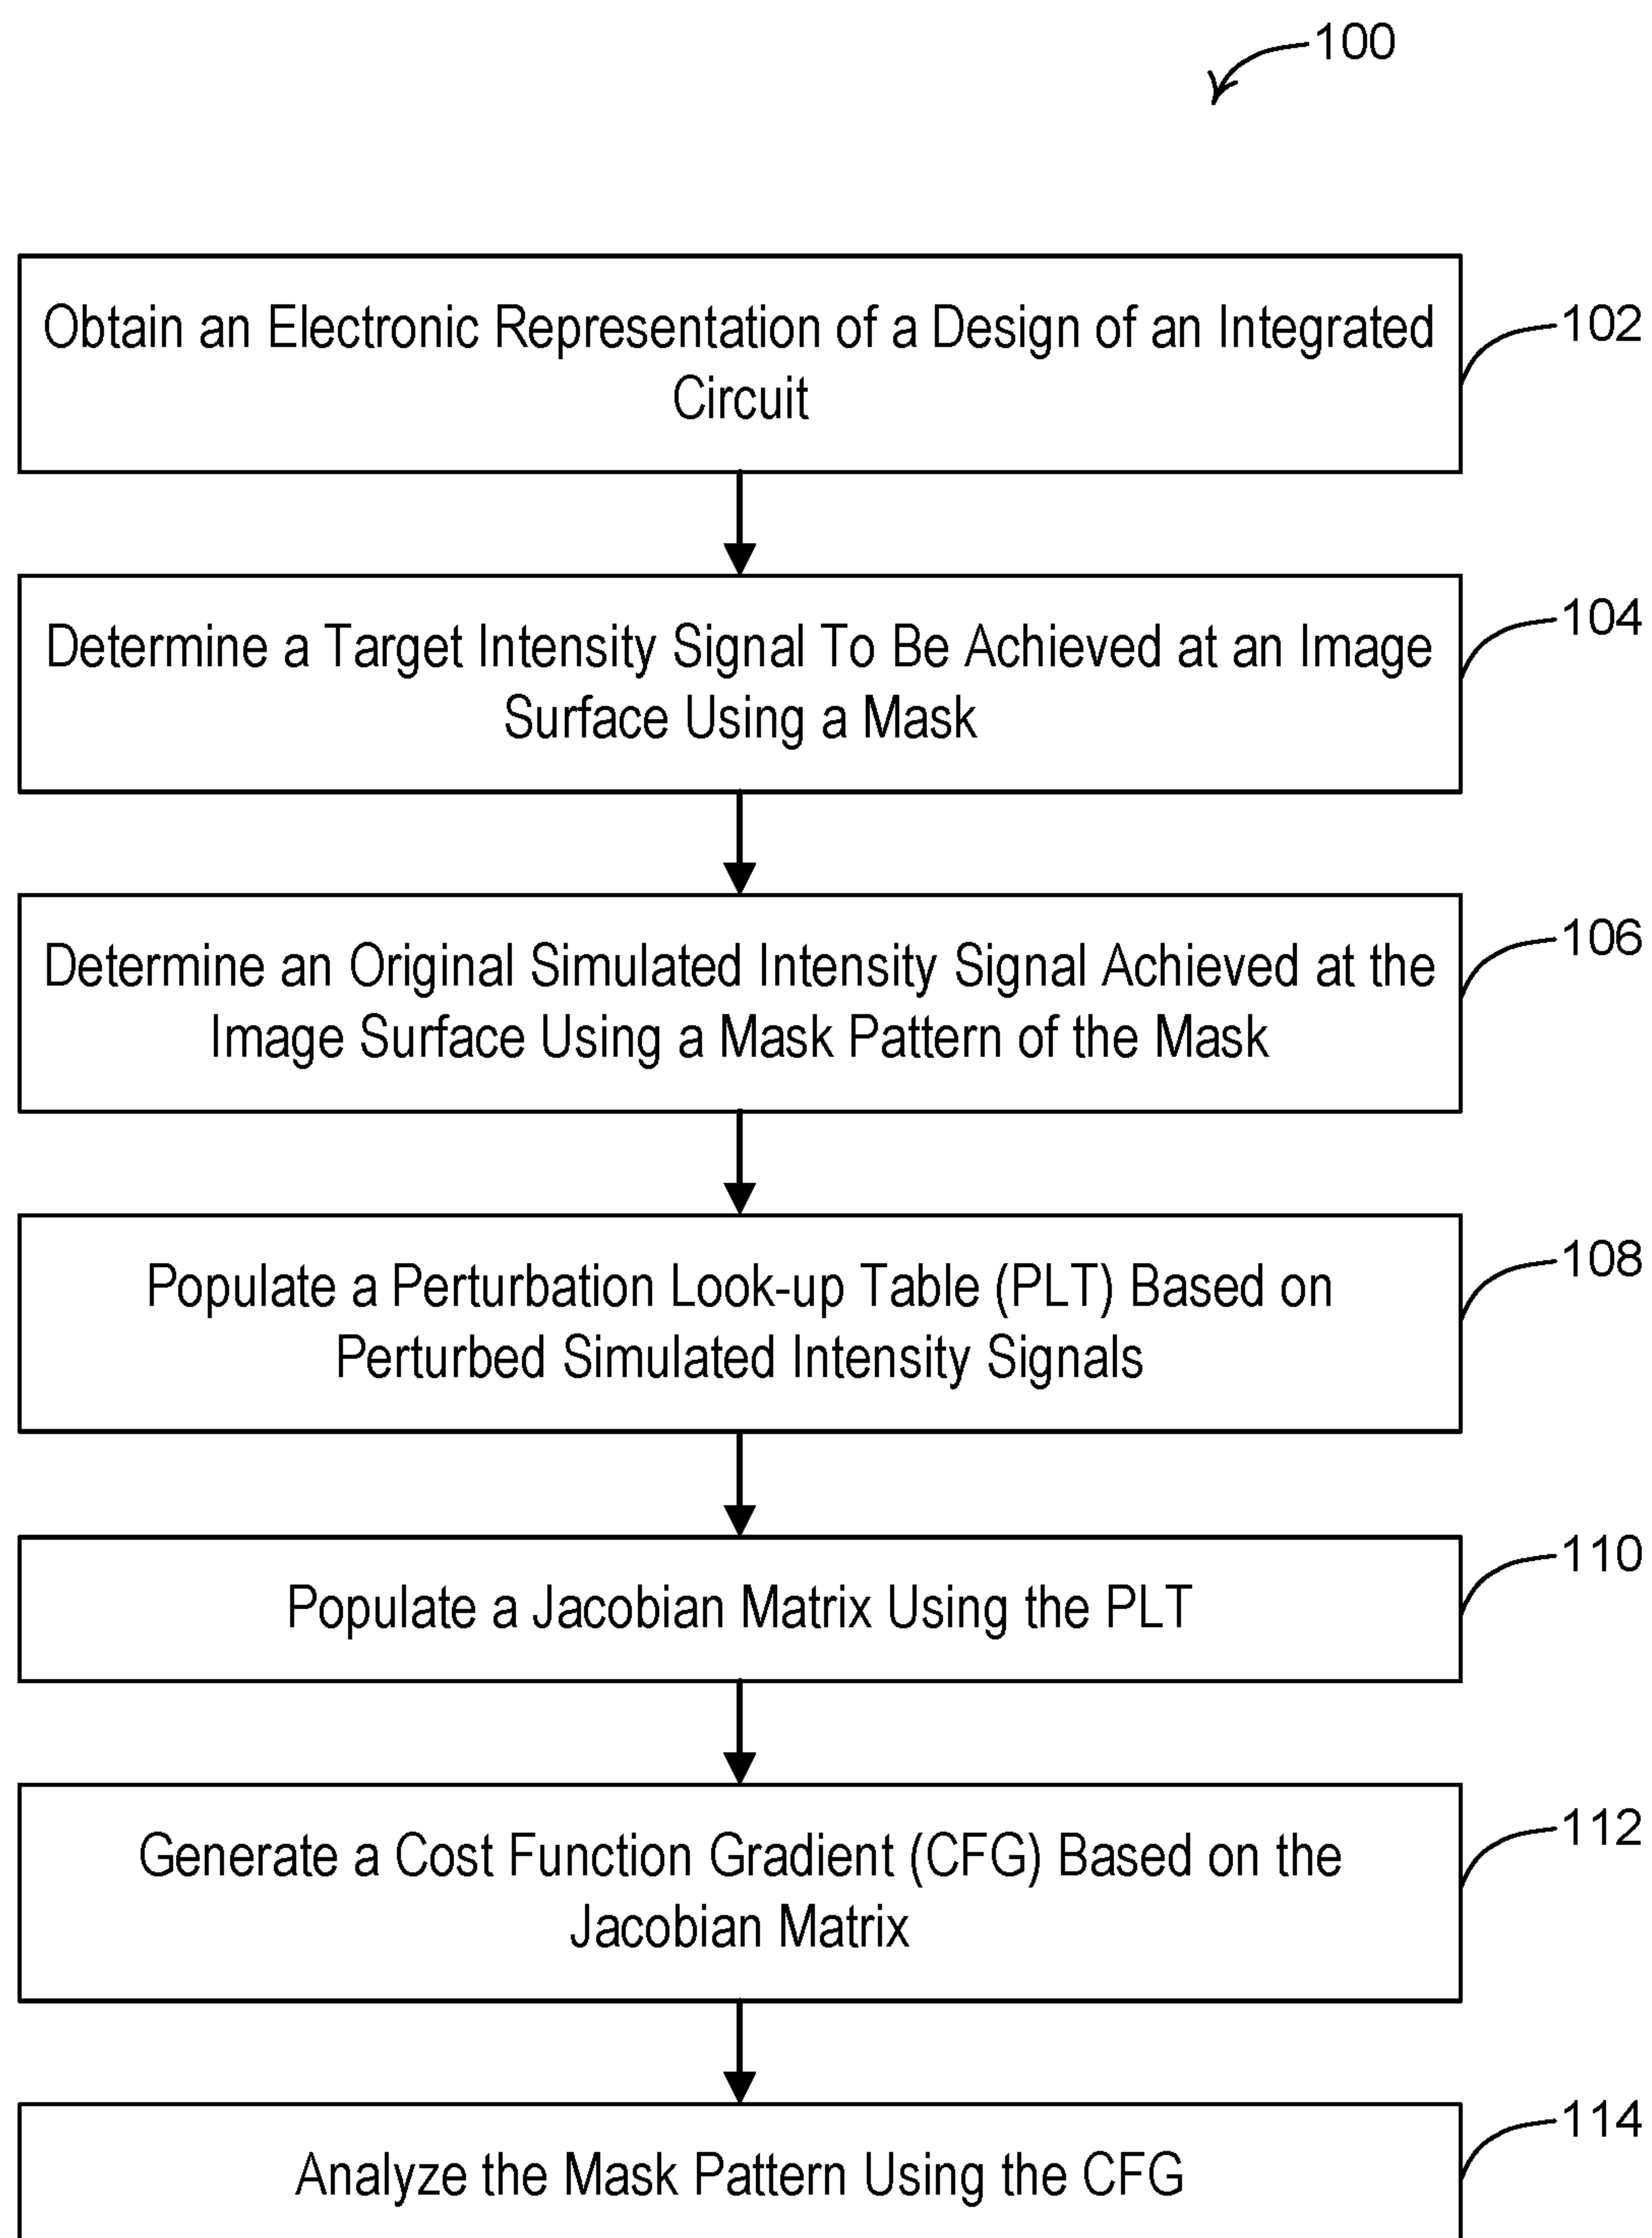 100
Obtain an Electronic Representation of a Design of an Integrated
Circuit
102
Determine a Target Intensity Signal To Be Achieved at an Image
Surface Using a Mask
104
Determine an Original Simulated Intensity Signal Achieved at the
Image Surface Using a Mask Pattern of the Mask
106
Populate a Perturbation Look-up Table (PLT) Based on
Perturbed Simulated Intensity Signals
108
Populate a Jacobian Matrix Using the PLT
110
Generate a Cost Function Gradient (CFG) Based on the
Jacobian Matrix
112
Analyze the Mask Pattern Using the CFG
114